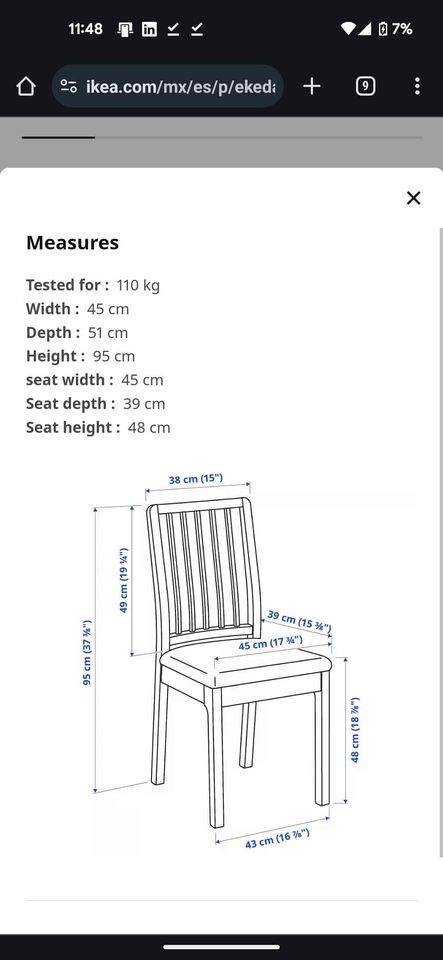 11:48
7%
ikea.com/mx/es/p/ekeda
9
Measures
Tested for : 110 kg
Width : 45 cm
Depth : 51 cm
Height : 95 cm
seat width : 45 cm
Seat depth : 39 cm
Seat height : 48 cm
38 cm (15")
49 cm (19 ¼")
39 cm (15 ⅜")
45 cm (17 ¾")
95 cm (37 ⅜")
48 cm (18 ⅞")
43 cm (16 ⅞")